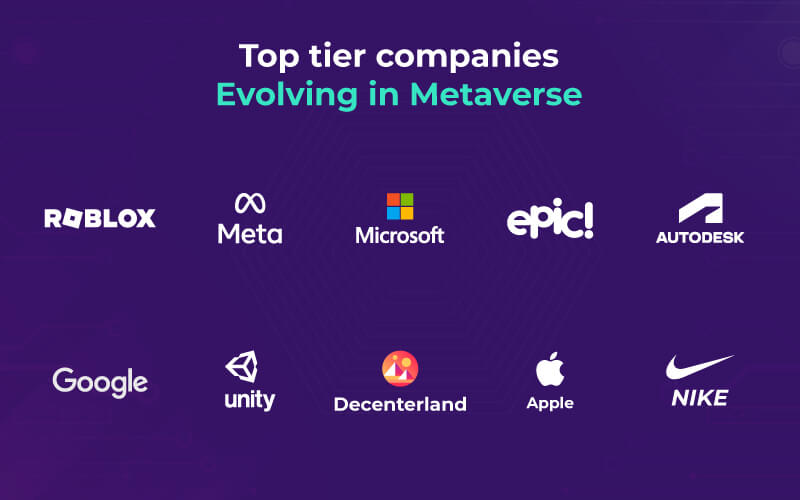 Top tier companies
Evolving in Metaverse
ROBLOX
Meta
Microsoft
epic!
AUTODESK
Google
unity
Decenterland
Apple
NIKE